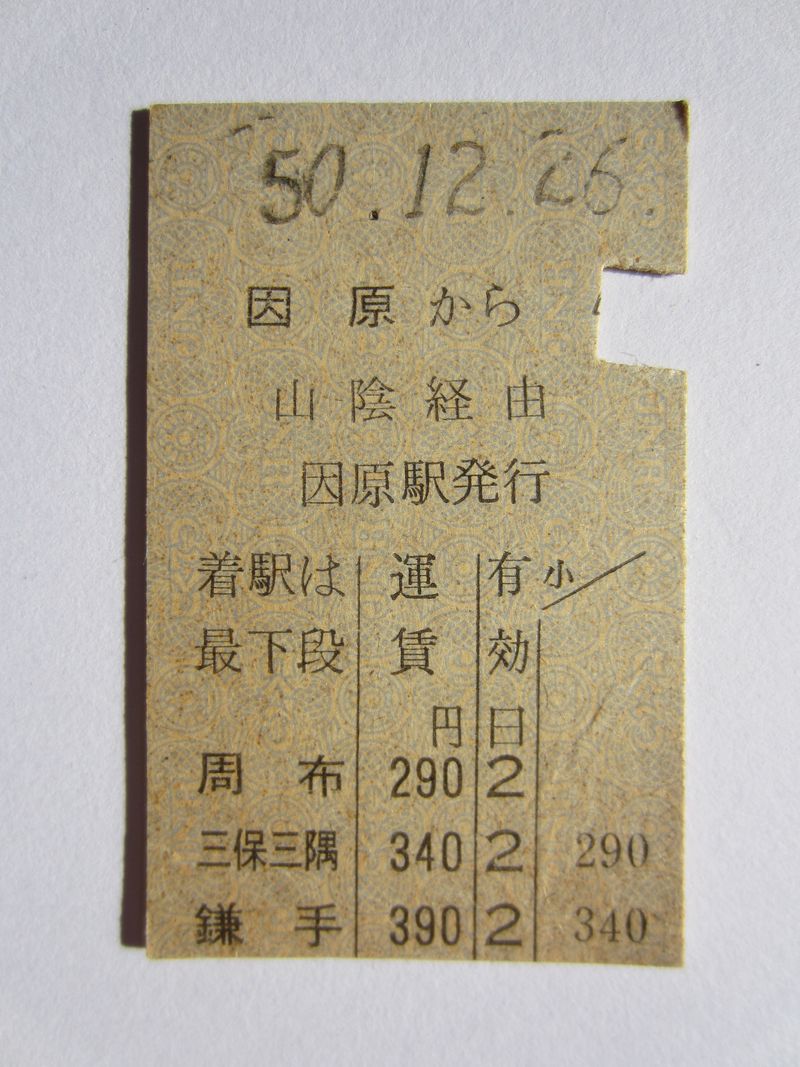 50.12.26.
因原から
山陰経由
因原駅発行
着駅は 運 有 小
最下段 賃 効
円 日
周布 290 2
三保三隅 340 2 290
鎌手 390 2 340